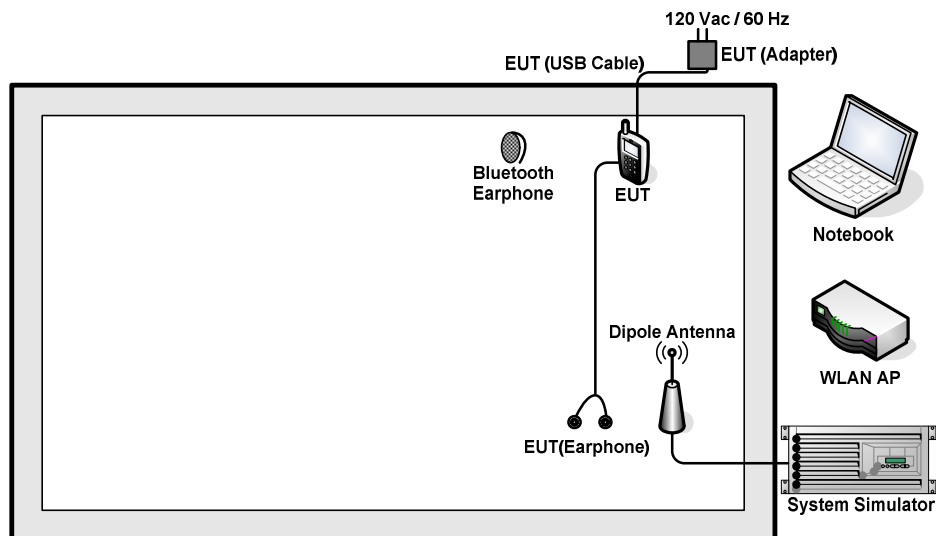 120 Vac / 60 Hz
EUT (Adapter)
EUT (USB Cable)
Bluetooth
Earphone
EUT
Notebook
Dipole Antenna
WLAN AP
EUT(Earphone)
System Simulator